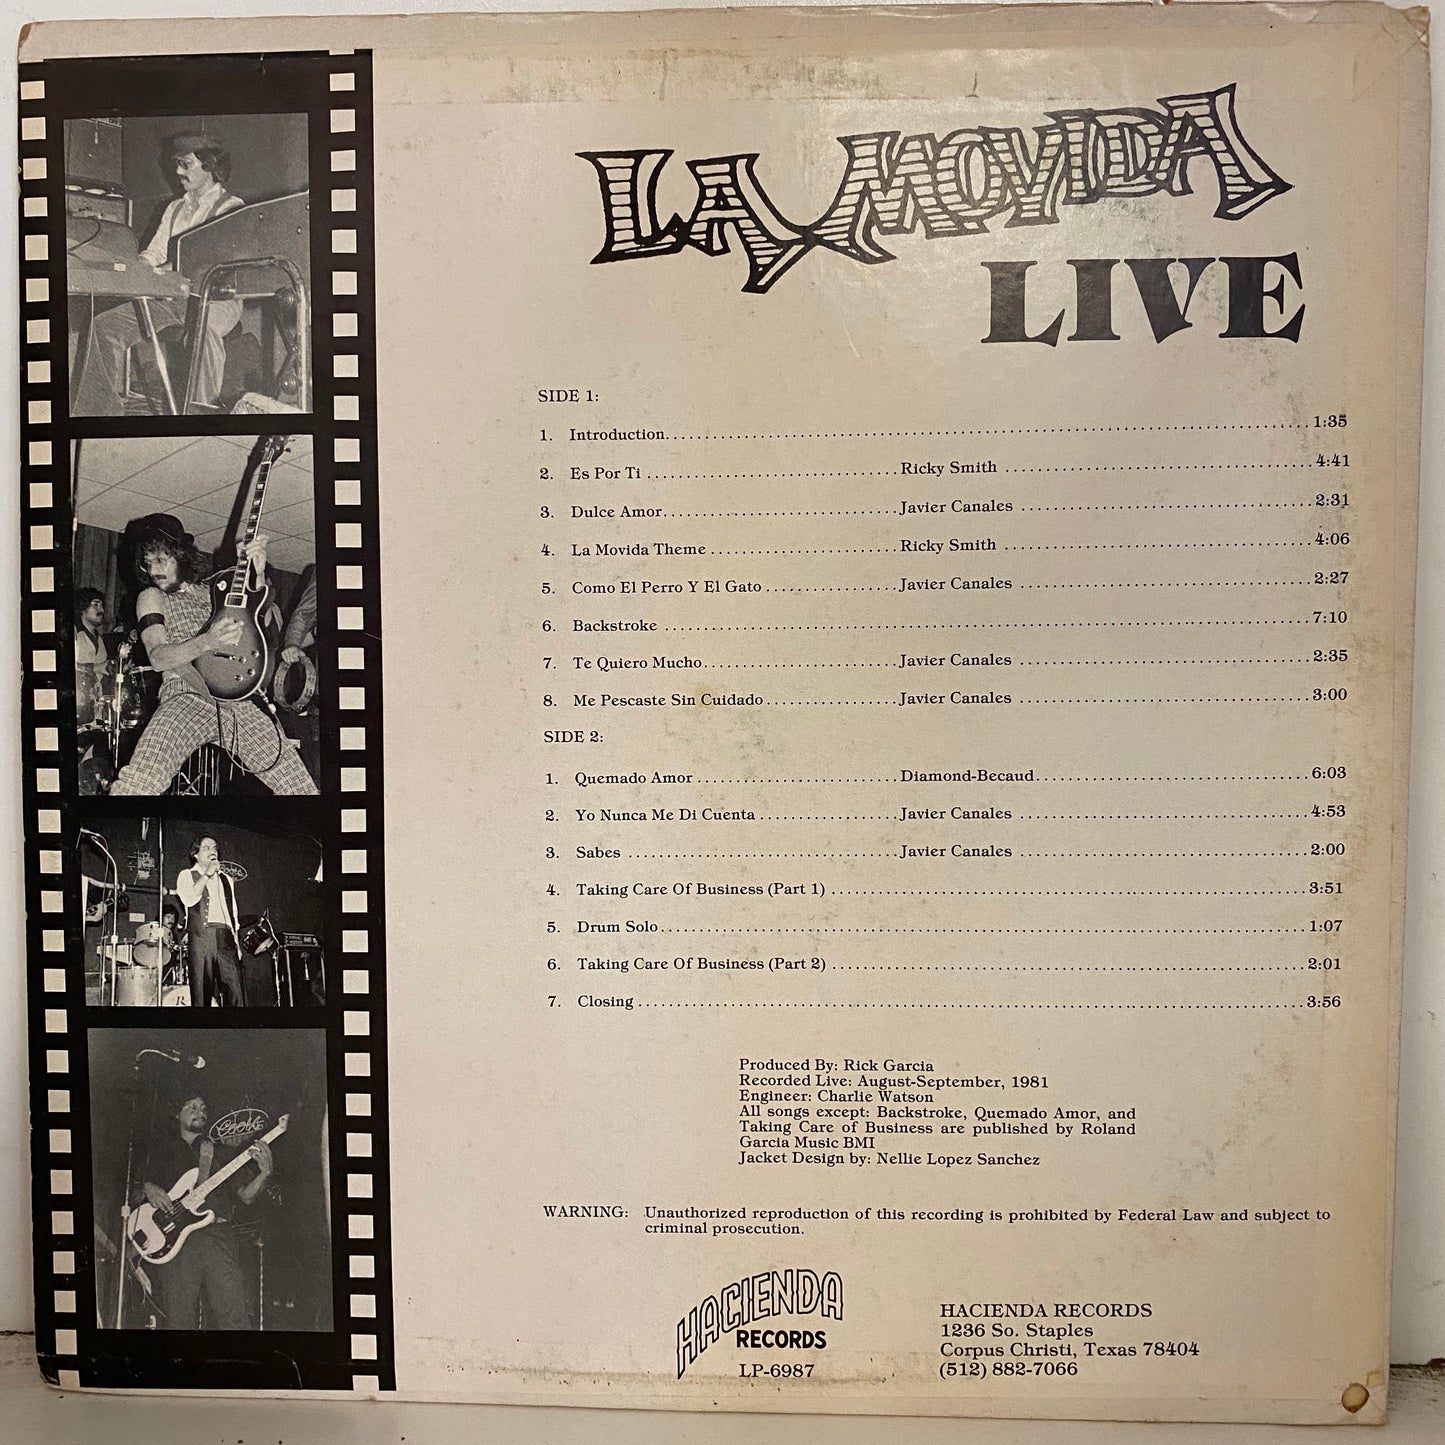 LA MOVIDA
LIVE
SIDE 1:
1. Introduction 1:35
2. Es Por Ti Ricky Smith 4:41
3. Dulce Amor Javier Canales 2:31
4. La Movida Theme Ricky Smith 4:06
5. Como El Perro Y El Gato Javier Canales 2:27
6. Backstroke 7:10
7. Te Quiero Mucho Javier Canales 2:35
8. Me Pescaste Sin Cuidado Javier Canales 3:00
SIDE 2:
1. Quemado Amor Diamond-Becaud 6:03
2. Yo Nunca Me Di Cuenta Javier Canales 4:53
3. Sabes Javier Canales 2:00
4. Taking Care Of Business (Part 1) 3:51
5. Drum Solo 1:07
6. Taking Care Of Business (Part 2) 2:01
7. Closing 3:56
Produced By: Rick Garcia
Recorded Live: August-September, 1981
Engineer: Charlie Watson
All songs except: Backstroke, Quemado Amor, and
Taking Care of Business are published by Roland
Garcia Music BMI
Jacket Design by: Nellie Lopez Sanchez
WARNING: Unauthorized reproduction of this recording is prohibited by Federal Law and subject to
criminal prosecution.
HACIENDA
RECORDS
LP-6987
HACIENDA RECORDS
1236 So. Staples
Corpus Christi, Texas 78404
(512) 882-7066
Coors